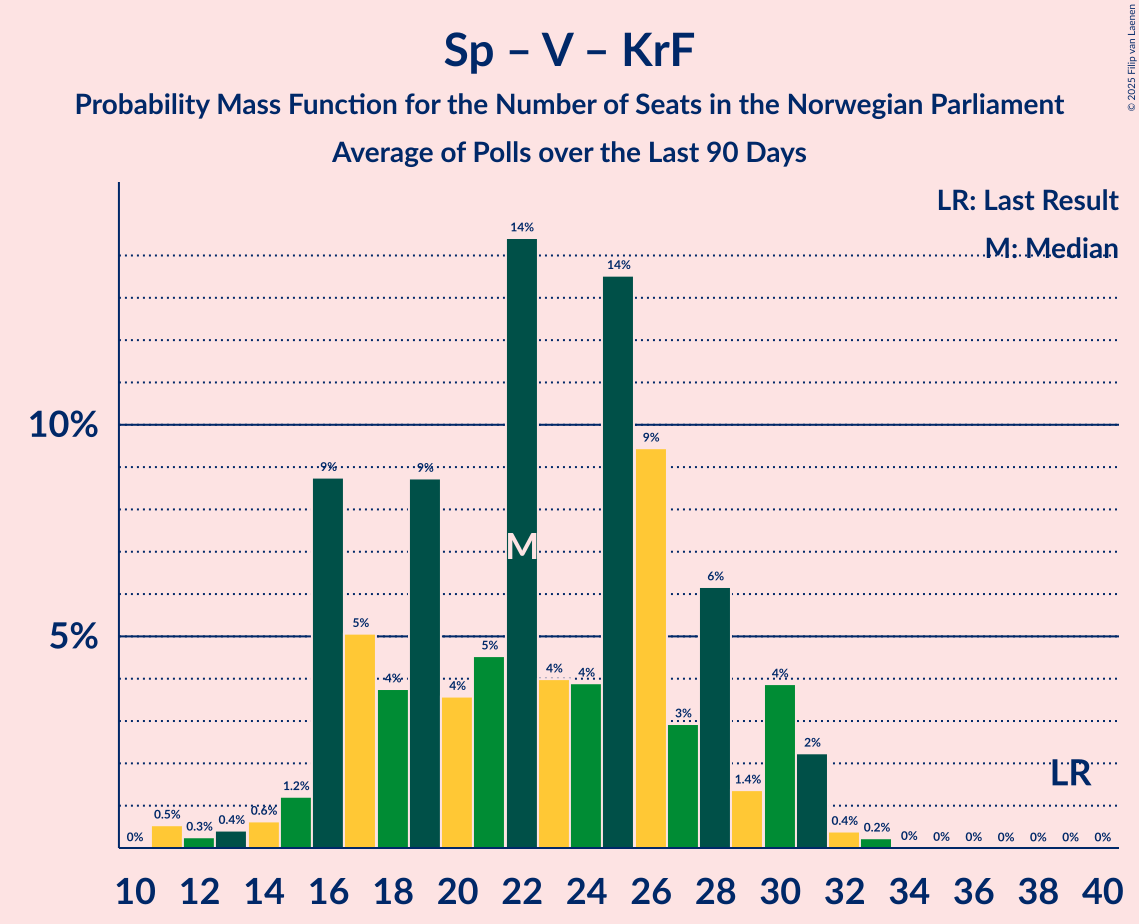 Sp – V – KrF
Probability Mass Function for the Number of Seats in the Norwegian Parliament
Average of Polls over the Last 90 Days
© 2025 Filip van Laenen
LR: Last Result
M: Median
10%
5%
0% 0.5% 0.3% 0.4% 0.6% 1.2% 9% 5% 4% 9% 4% 5% 14% 4% 4% 14% 9% 3% 6% 1.4% 4% 2% 0.4% 0.2% 0% 0% 0% 0% 0% 0% 0%
M
LR
10 12 14 16 18 20 22 24 26 28 30 32 34 36 38 40